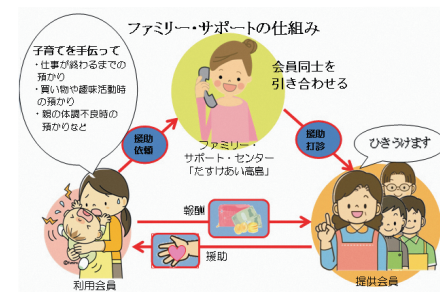 ファミリー・サポートの仕組み
子育てを手伝って
・仕事が終わるまでの
預かり
・買い物や趣味活動時
の預かり
・親の体調不良時の
預かりなど
会員同士を
引き合わせる
援助
依頼
ファミリー・
サポート・センター
「たすけあい高島」
援助
打診
ひきうけます
報酬
援助
利用会員
提供会員